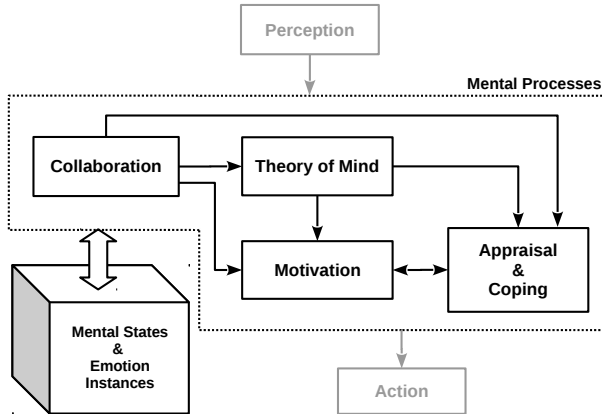 Perception
Mental Processes
Collaboration
Theory of Mind
Motivation
Appraisal
&
Coping
Mental States
&
Emotion
Instances
Action